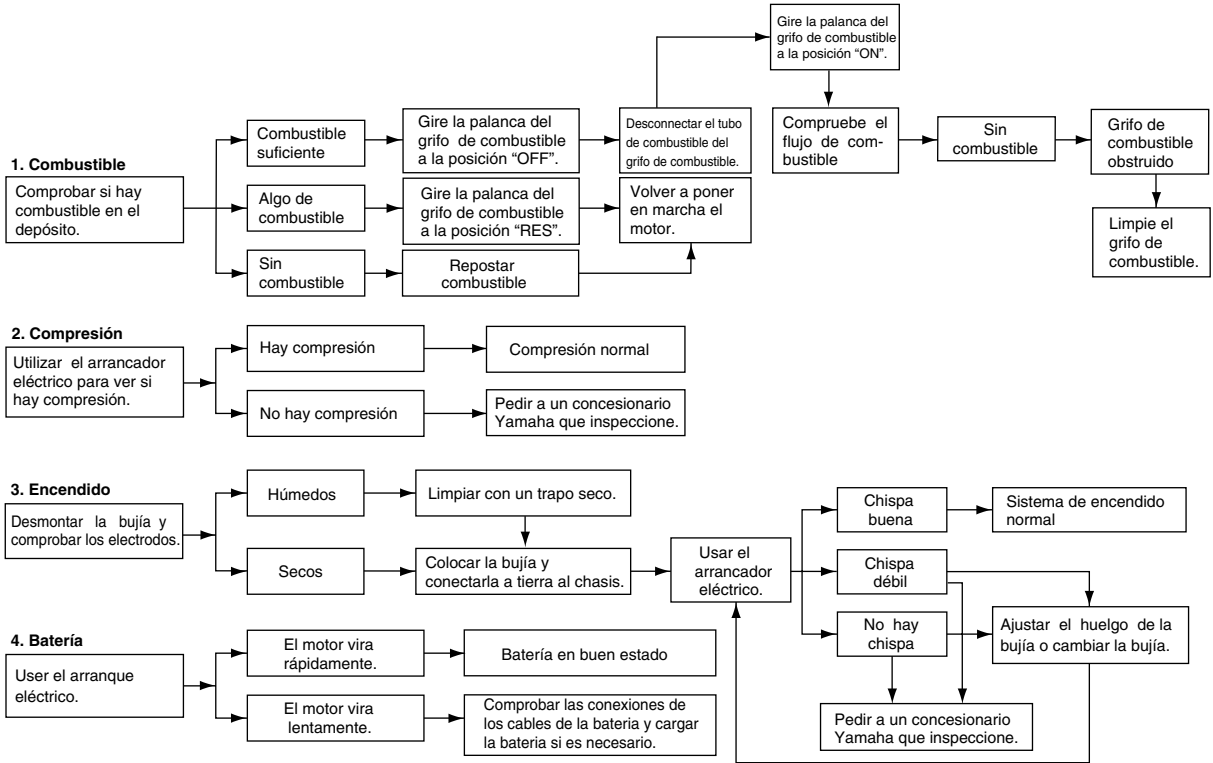 1. Combustible
Comprobar si hay
combustible en el
depósito.
Combustible
suficiente
Gire la palanca del
grifo de combustible
a la posición “OFF”.
Desconnectar el tubo
de combustible del
grifo de combustible.
Gire la palanca del
grifo de combustible
a la posición “ON”.
Compruebe el
flujo de com-
bustible
Sin
combustible
Grifo de
combustible
obstruido
Limpie el
grifo de
combustible.
Algo de
combustible
Gire la palanca del
grifo de combustible
a la posición “RES”.
Volver a poner
en marcha el
motor.
Sin
combustible
Repostar
combustible
2. Compresión
Utilizar el arrancador
eléctrico para ver si
hay compresión.
Hay compresión
Compresión normal
No hay compresión
Pedir a un concesionario
Yamaha que inspeccione.
3. Encendido
Desmontar la bujía y
comprobar los electrodos.
Húmedos
Limpiar con un trapo seco.
Secos
Colocar la bujía y
conectarla a tierra al chasis.
Usar el
arrancador
eléctrico.
Chispa
buena
Sistema de encendido
normal
Chispa
débil
No hay
chispa
Ajustar el huelgo de la
bujía o cambiar la bujía.
Pedir a un concesionario
Yamaha que inspeccione.
4. Batería
User el arranque
eléctrico.
El motor vira
rápidamente.
Batería en buen estado
El motor vira
lentamente.
Comprobar las conexiones de
los cables de la bateria y cargar
la bateria si es necesario.